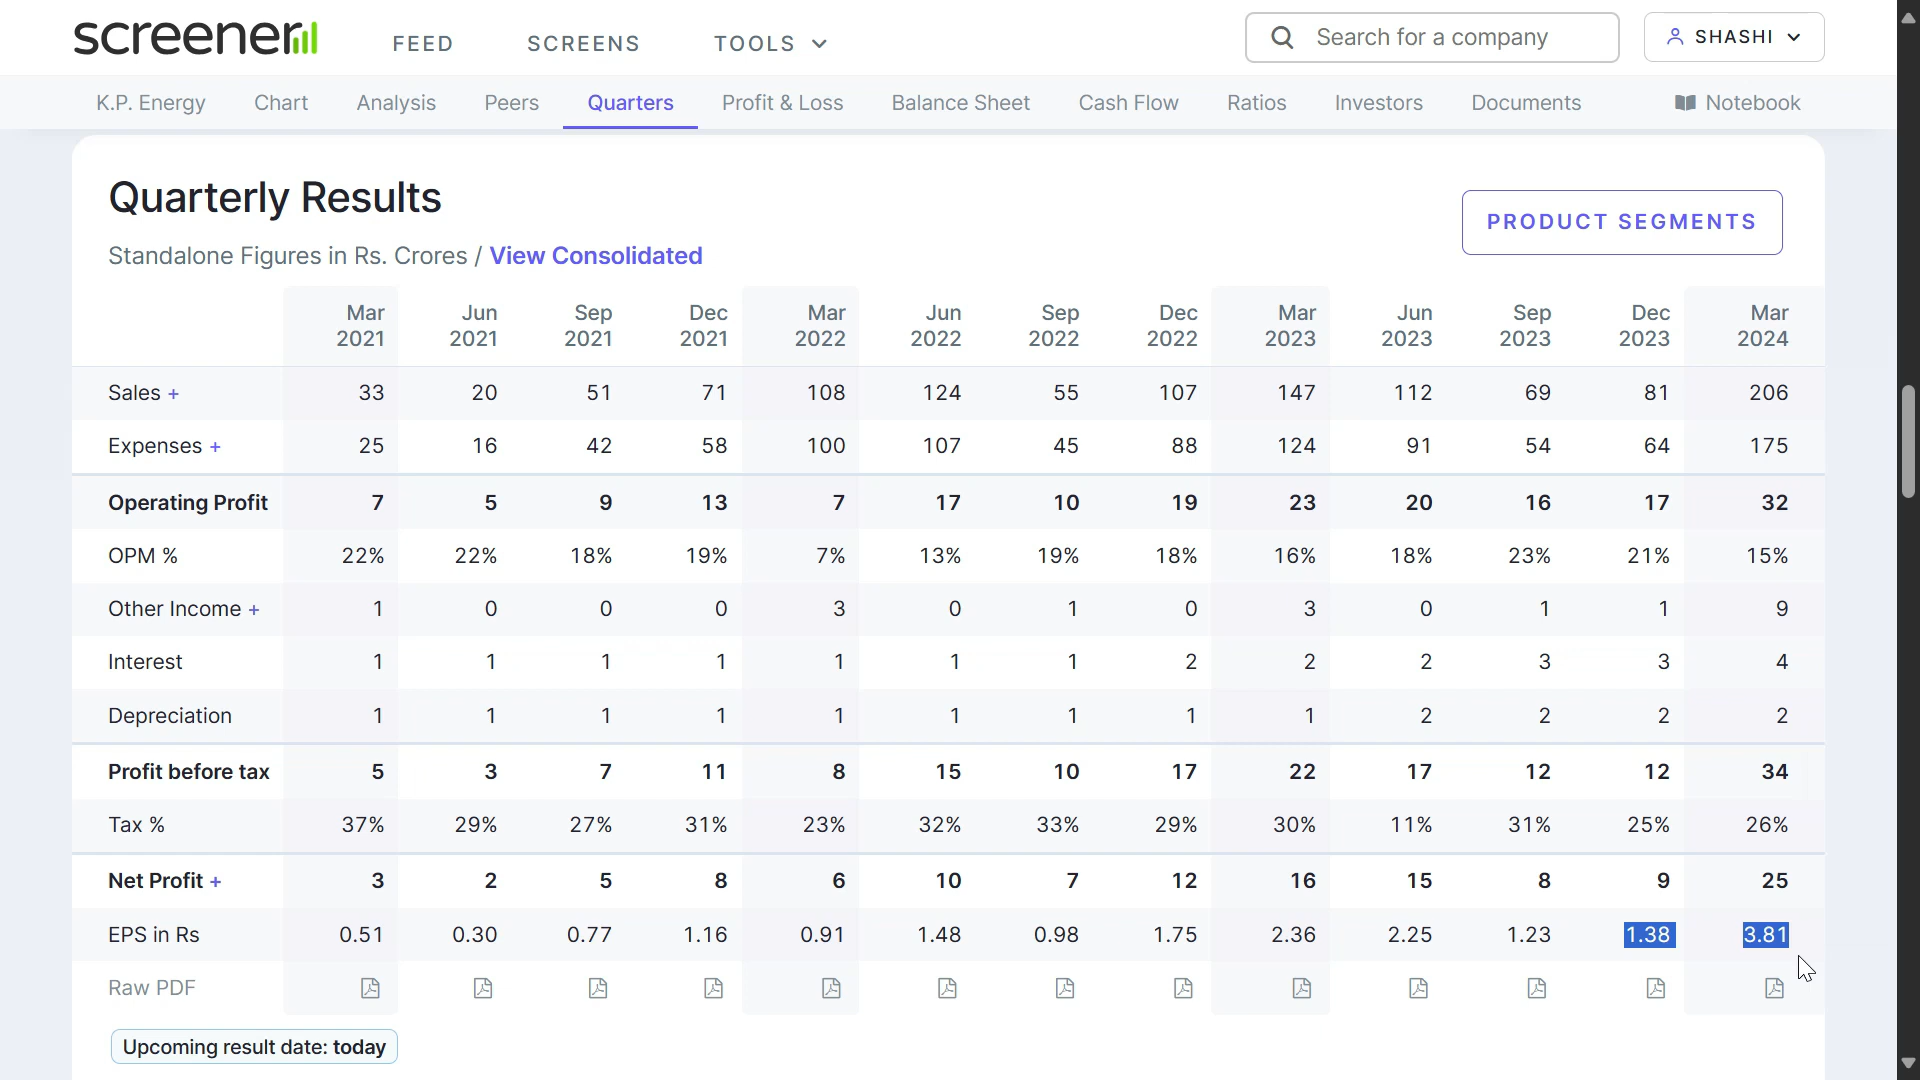 screener
FEED
SCREENS
TOOLS
Search for a company
SHASHI
K.P. Energy
Chart
Analysis
Peers
Quarters
Profit & Loss
Balance Sheet
Cash Flow
Ratios
Investors
Documents
Notebook
Quarterly Results
PRODUCT SEGMENTS
Standalone Figures in Rs. Crores / View Consolidated
Mar 2021 Jun 2021 Sep 2021 Dec 2021 Mar 2022 Jun 2022 Sep 2022 Dec 2022 Mar 2023 Jun 2023 Sep 2023 Dec 2023 Mar 2024
Sales + 33 20 51 71 108 124 55 107 147 112 69 81 206
Expenses + 25 16 42 58 100 107 45 88 124 91 54 64 175
Operating Profit 7 5 9 13 7 17 10 19 23 20 16 17 32
OPM % 22% 22% 18% 19% 7% 13% 19% 18% 16% 18% 23% 21% 15%
Other Income + 1 0 0 0 3 0 1 0 3 0 1 1 9
Interest 1 1 1 1 1 1 1 2 2 2 3 3 4
Depreciation 1 1 1 1 1 1 1 1 1 2 2 2 2
Profit before tax 5 3 7 11 8 15 10 17 22 17 12 12 34
Tax % 37% 29% 27% 31% 23% 32% 33% 29% 30% 11% 31% 25% 26%
Net Profit + 3 2 5 8 6 10 7 12 16 15 8 9 25
EPS in Rs 0.51 0.30 0.77 1.16 0.91 1.48 0.98 1.75 2.36 2.25 1.23 1.38 3.81
Raw PDF
Upcoming result date: today